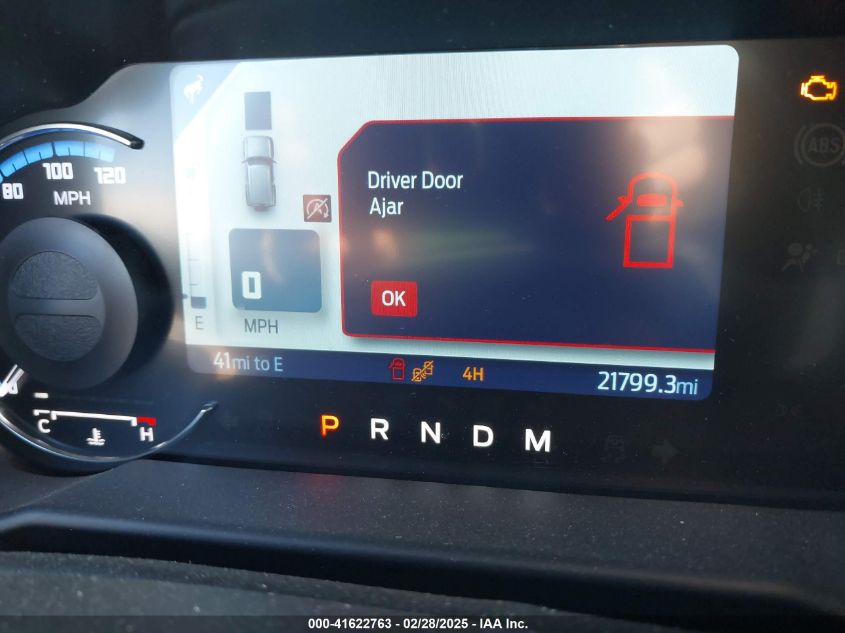 80 100 120
MPH
Driver Door
Ajar
OK
0
MPH
E
41mi to E
4H
21799.3mi
C
H
P R N D M
ABS
000-41622763 - 02/28/2025 - IAA Inc.